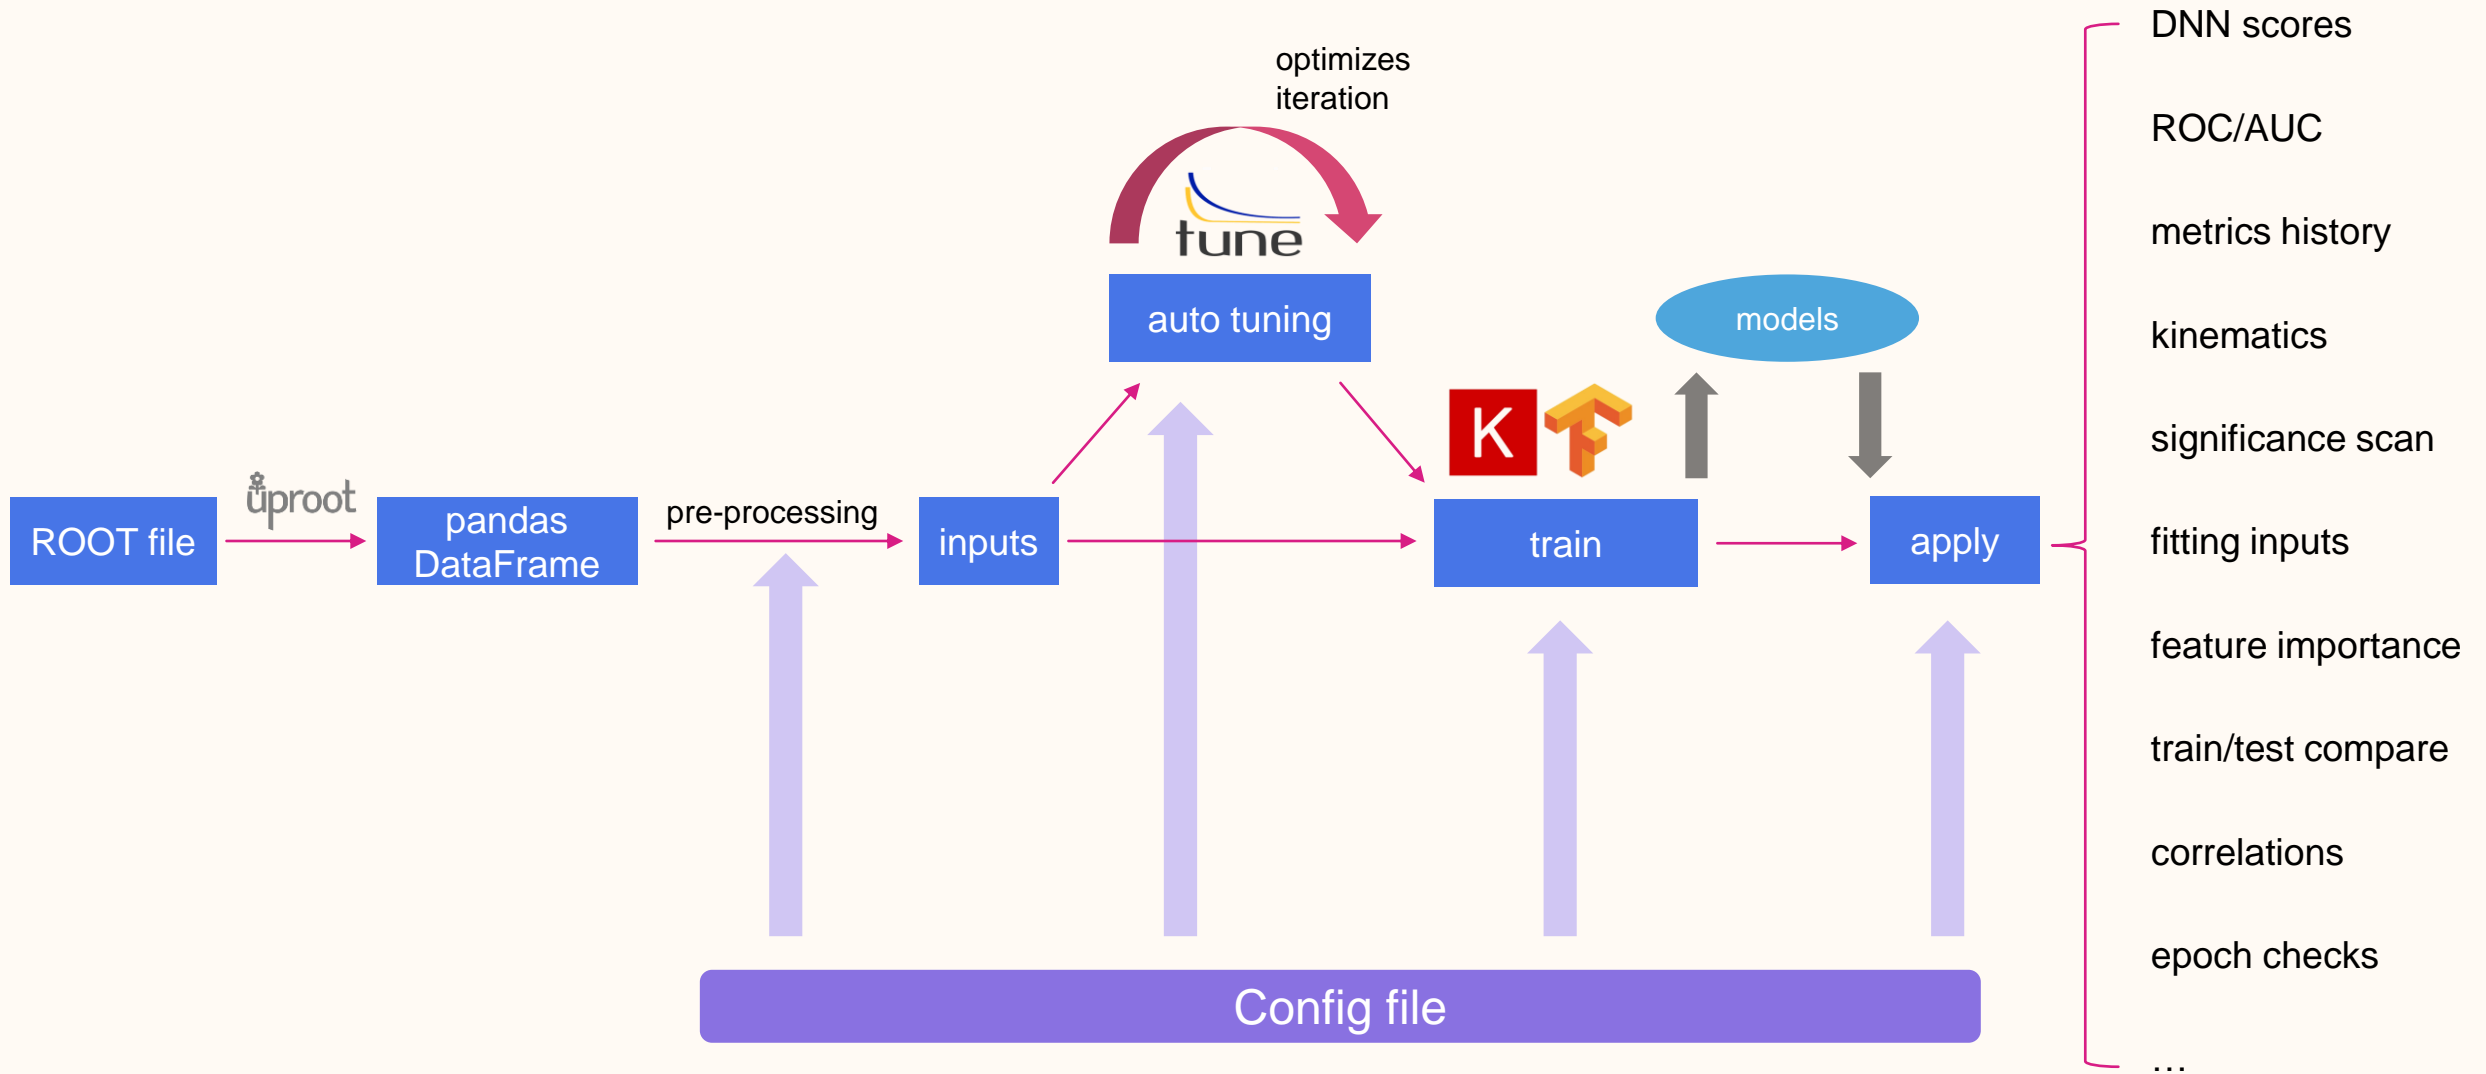 optimizes
iteration
tune
auto tuning
models
K
ROOT file
uproot
pandas
DataFrame
pre-processing
inputs
train
apply
Config file
DNN scores
ROC/AUC
metrics history
kinematics
significance scan
fitting inputs
feature importance
train/test compare
correlations
epoch checks
...